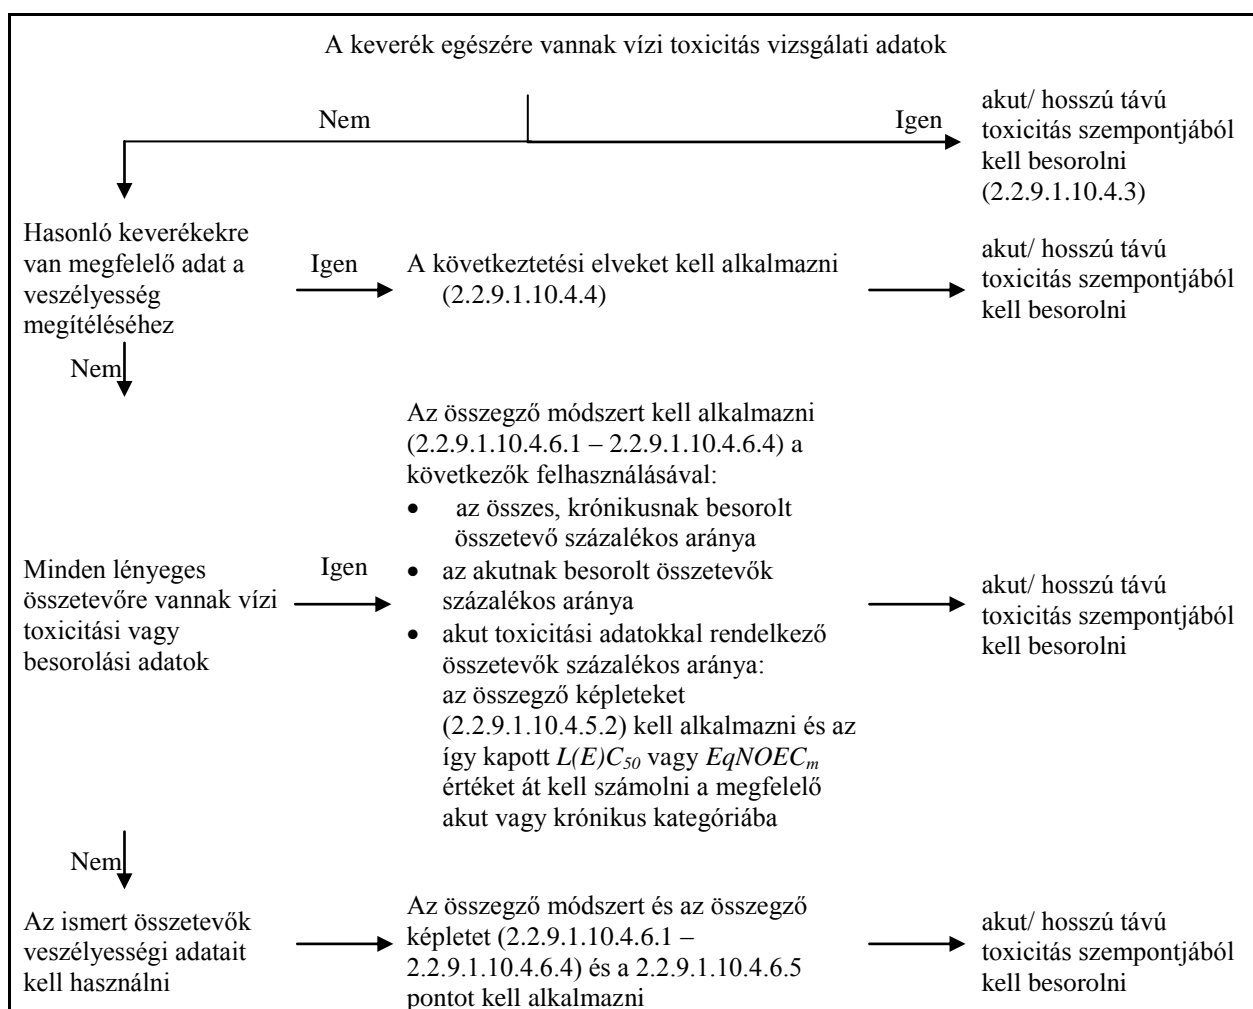 A keverék egészére vannak vízi toxicitás vizsgálati adatok
Nem
Igen
akut/ hosszú távú
toxicitás szempontjából
kell besorolni
(2.2.9.1.10.4.3)
Hasonló keverékekre
van megfelelő adat a
veszélyesség
megítéléséhez
Igen
A következtetési elveket kell alkalmazni
(2.2.9.1.10.4.4)
akut/ hosszú távú
toxicitás szempontjából
kell besorolni
Nem
Minden lényeges
összetevőre vannak vízi
toxicitási vagy
besorolási adatok
Igen
Az összegző módszert kell alkalmazni
(2.2.9.1.10.4.6.1 – 2.2.9.1.10.4.6.4) a
következők felhasználásával:
• az összes, krónikusnak besorolt
összetevő százalékos aránya
• az akutnak besorolt összetevők
százalékos aránya
• akut toxicitási adatokkal rendelkező
összetevők százalékos aránya:
az összegző képleteket
(2.2.9.1.10.4.5.2) kell alkalmazni és az
így kapott L(E)C50 vagy EqNOECm
értéket át kell számolni a megfelelő
akut vagy krónikus kategóriába
akut/ hosszú távú
toxicitás szempontjából
kell besorolni
Nem
Az ismert összetevők
veszélyességi adatait
kell használni
Az összegző módszert és az összegző
képletet (2.2.9.1.10.4.6.1 –
2.2.9.1.10.4.6.4) és a 2.2.9.1.10.4.6.5
pontot kell alkalmazni
akut/ hosszú távú
toxicitás szempontjából
kell besorolni